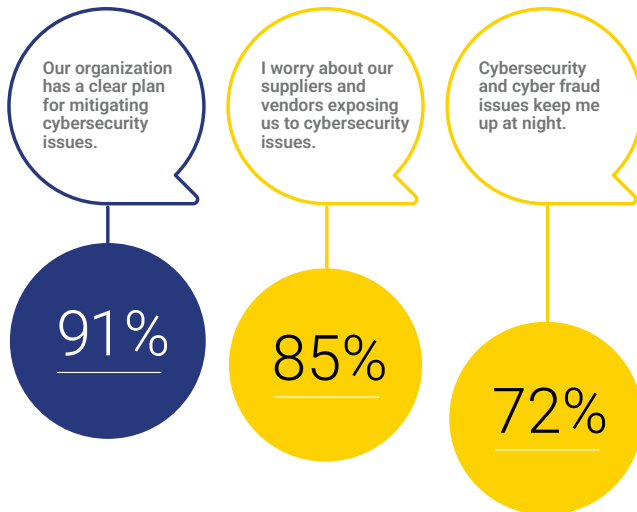 Our organization
has a clear plan
for mitigating
cybersecurity
issues.
I worry about our
suppliers and
vendors exposing
us to cybersecurity
issues.
Cybersecurity
and cyber fraud
issues keep me
up at night.
91%
85%
72%